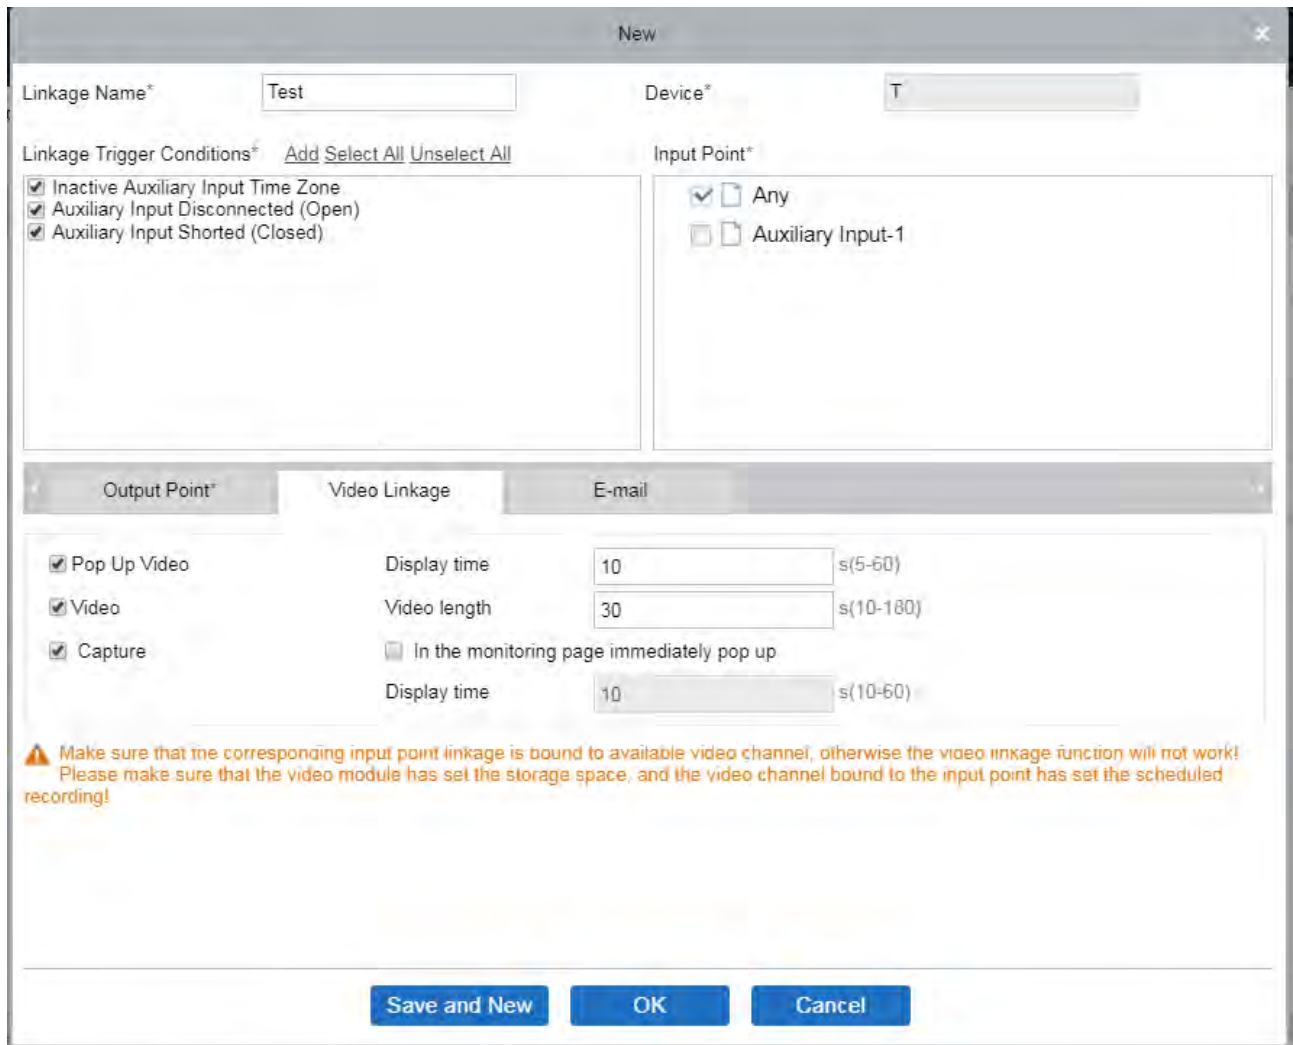 New
Linkage Name* Test Device* T
Linkage Trigger Conditions* Add Select All Unselect All Input Point*
Inactive Auxiliary Input Time Zone
Auxiliary Input Disconnected (Open)
Auxiliary Input Shorted (Closed)
Any
Auxiliary Input-1
Output Point* Video Linkage E-mail
Pop Up Video Display time 10 s(5-60)
Video Video length 30 s(10-180)
Capture In the monitoring page immediately pop up
Display time 10 s(10-60)
Make sure that the corresponding input point linkage is bound to available video channel, otherwise the video linkage function will not work!
Please make sure that the video module has set the storage space, and the video channel bound to the input point has set the scheduled
recording!
Save and New OK Cancel